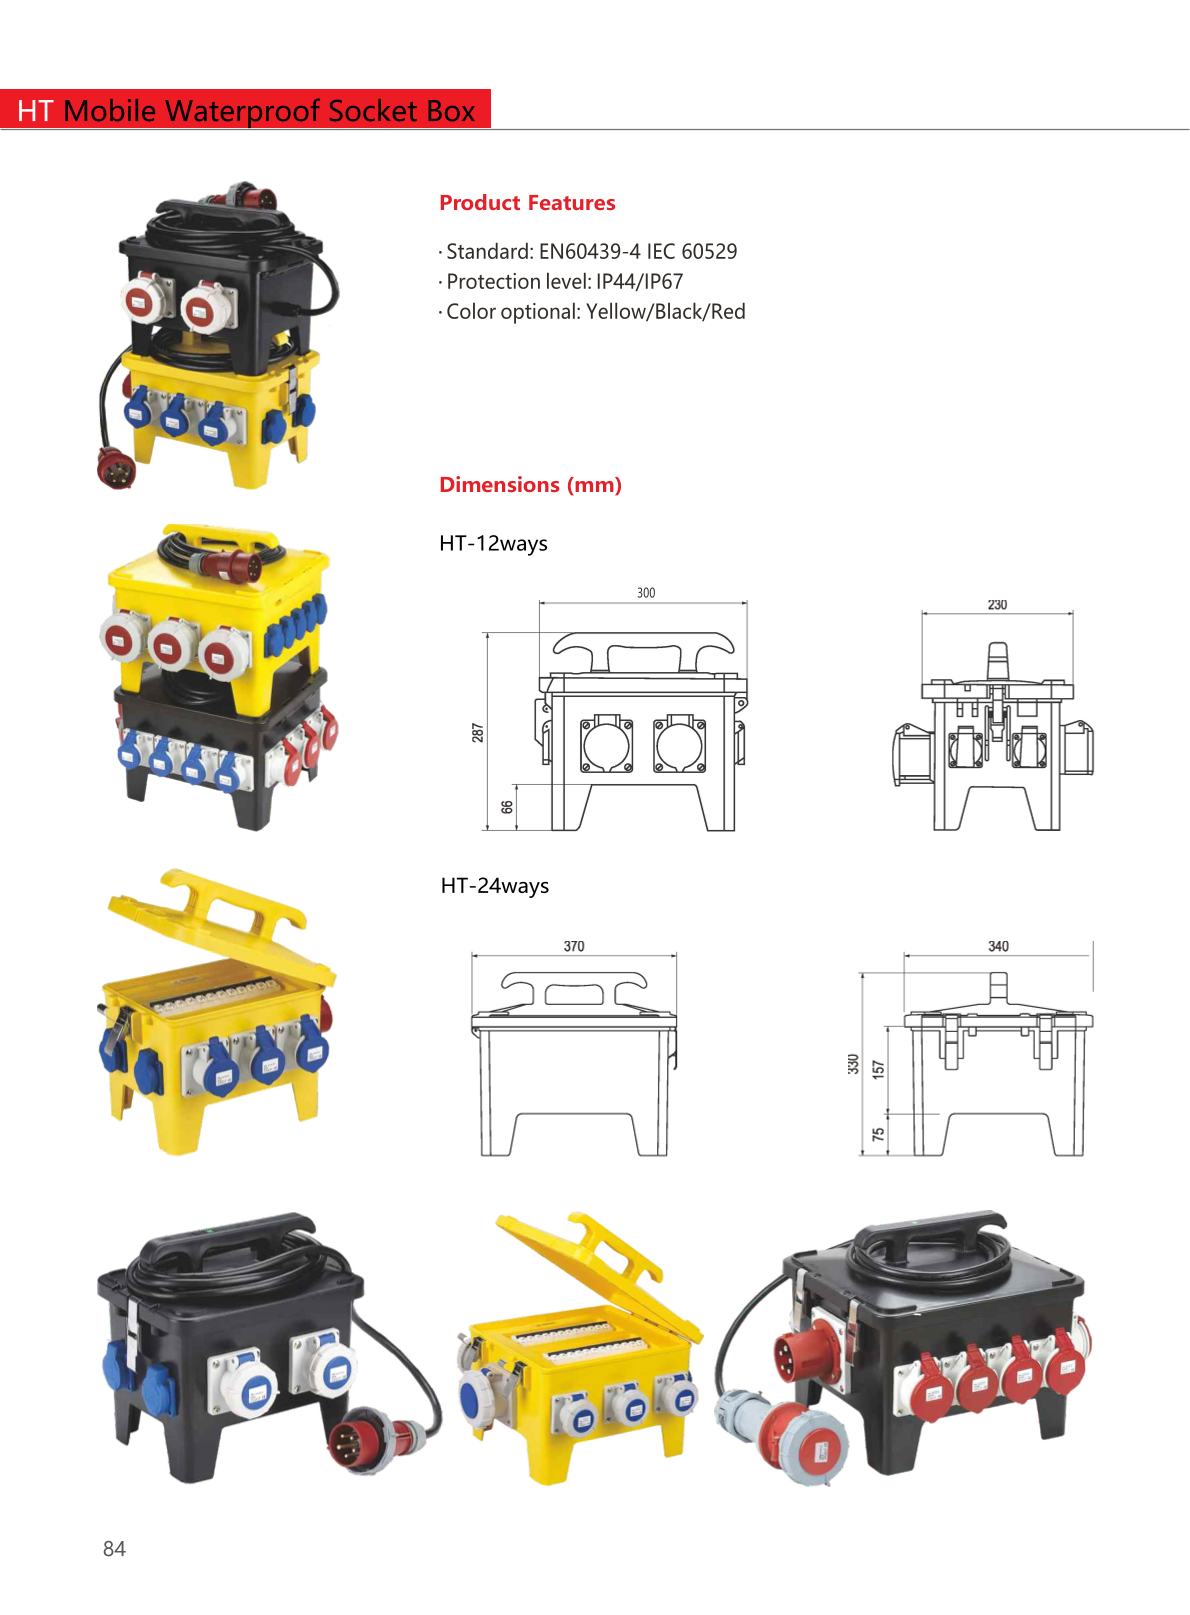 HT Mobile Waterproof Socket Box
Product Features
· Standard: EN60439-4 IEC 60529
· Protection level: IP44/IP67
· Color optional: Yellow/Black/Red
Dimensions (mm)
HT-12ways
300
230
287
66
HT-24ways
370
340
330
157
75
84